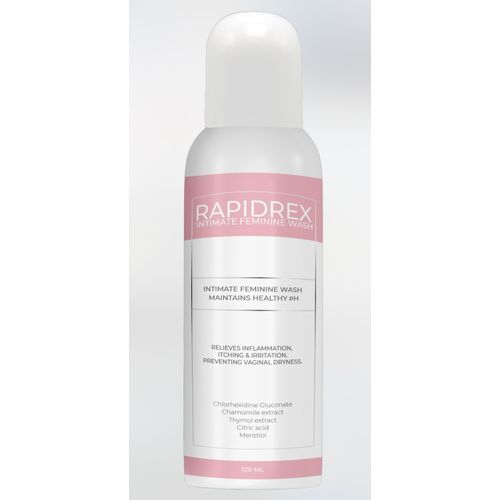 RAPIDREX
INTIMATE FEMININE WASH
INTIMATE FEMININE WASH
MAINTAINS HEALTHY PH
RELIEVES INFLAMMATION,
ITCHING & IRRITATION.
PREVENTING VAGINAL DRYNESS.
Chlorhexidine Gluconate
Chamomile extract
Thymol extract
Citric acid
Menthol
120 ML